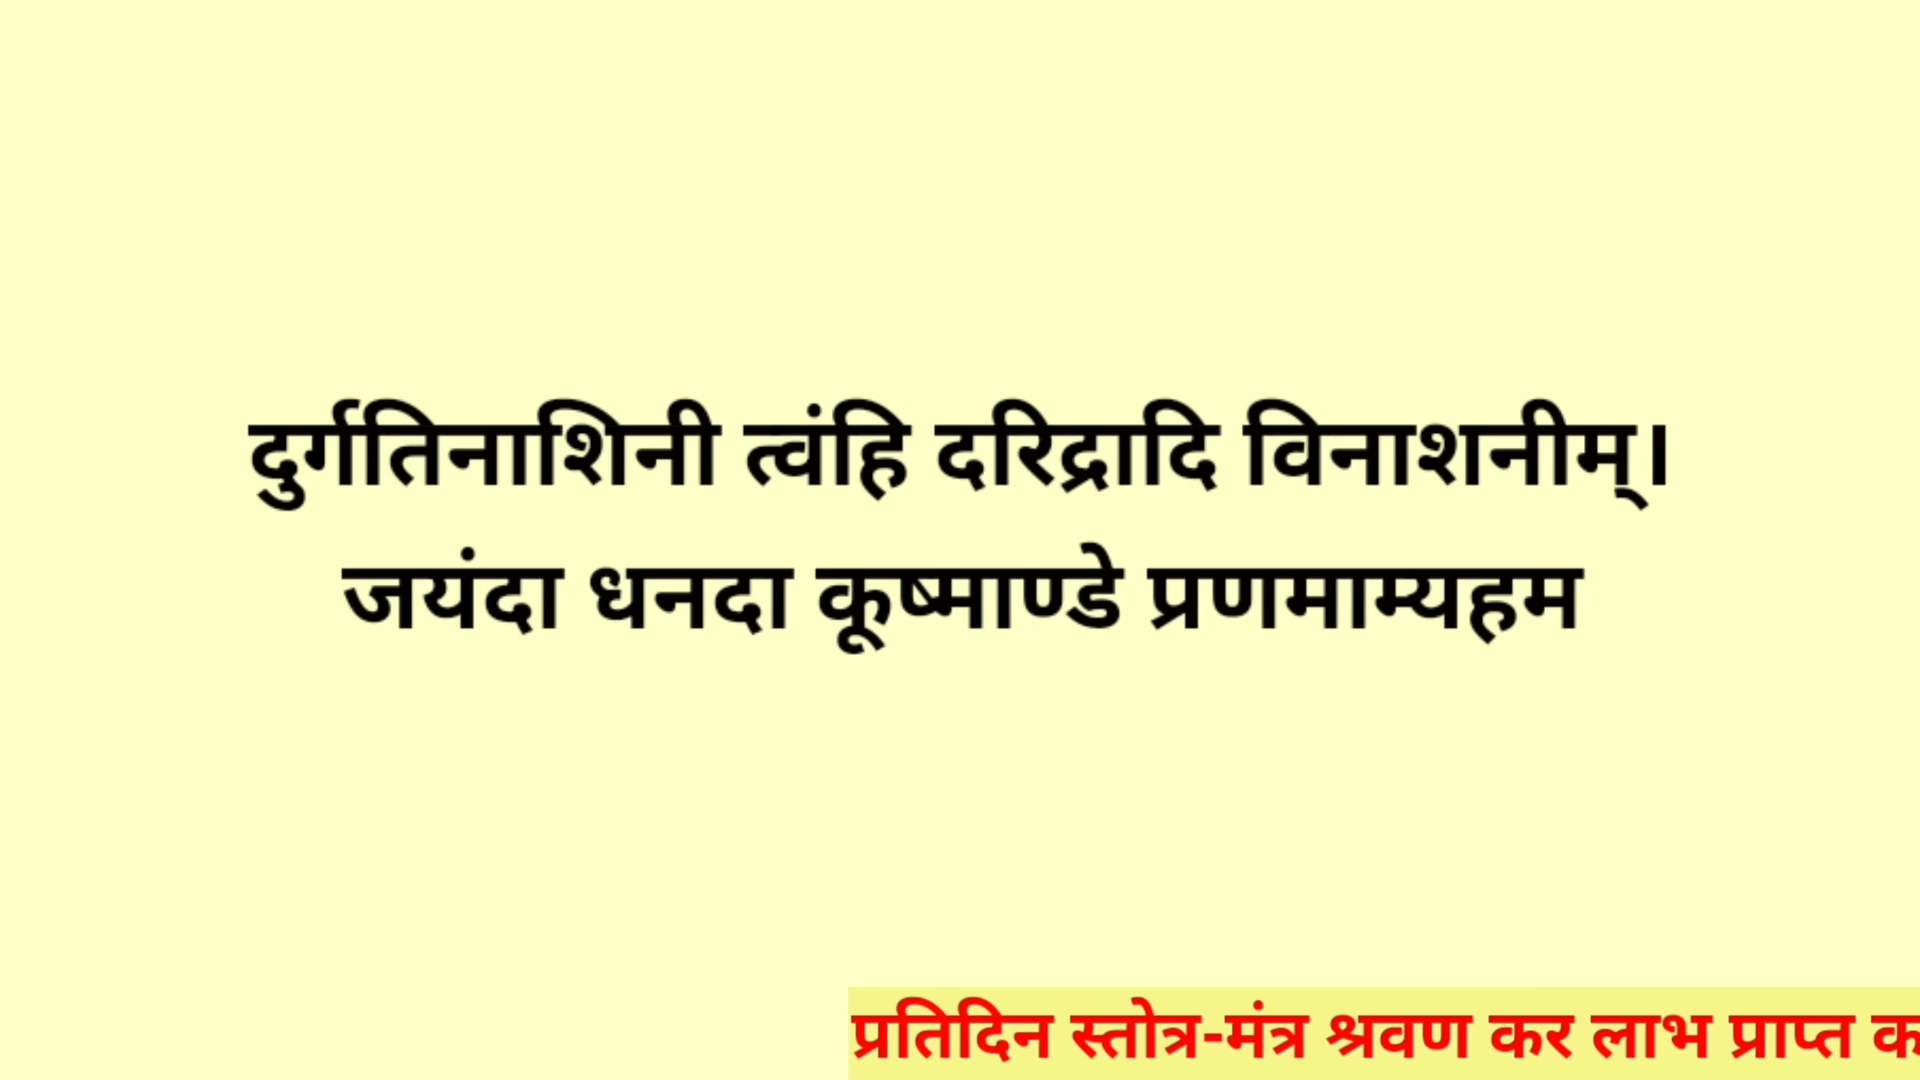 दुर्गतिनाशिनी त्वंहि दरिद्रादि विनाशनीम्।
जयंदा धनदा कूष्माण्डे प्रणमाम्यहम
प्रतिदिन स्तोत्र-मंत्र श्रवण कर लाभ प्राप्त